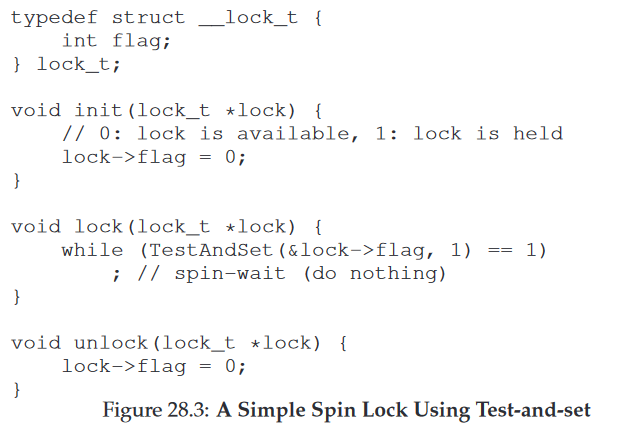 typedef struct __lock_t {
    int flag;
} lock_t;

void init(lock_t *lock) {
    // 0: lock is available, 1: lock is held
    lock->flag = 0;
}

void lock(lock_t *lock) {
    while (TestAndSet(&lock->flag, 1) == 1)
        ; // spin-wait (do nothing)
}

void unlock(lock_t *lock) {
    lock->flag = 0;
}
Figure 28.3: A Simple Spin Lock Using Test-and-set